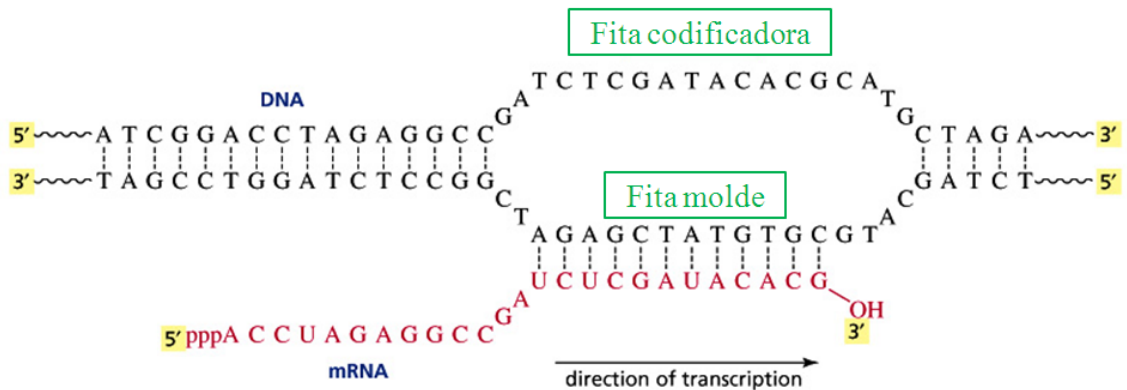 Fita codificadora
DNA
5′ A T C G G A C C T A G A G G C C G A T C T C G A T A C A C G C A T G C T A G A 3′
3′ T A G C C T G G A T C T C C G G C T A G A G C T A T G T G C G T A C G A T C T 5′
Fita molde
5′ pppA C C U A G A G G C C G A U C U C G A U A C A C G OH 3′
mRNA
direction of transcription